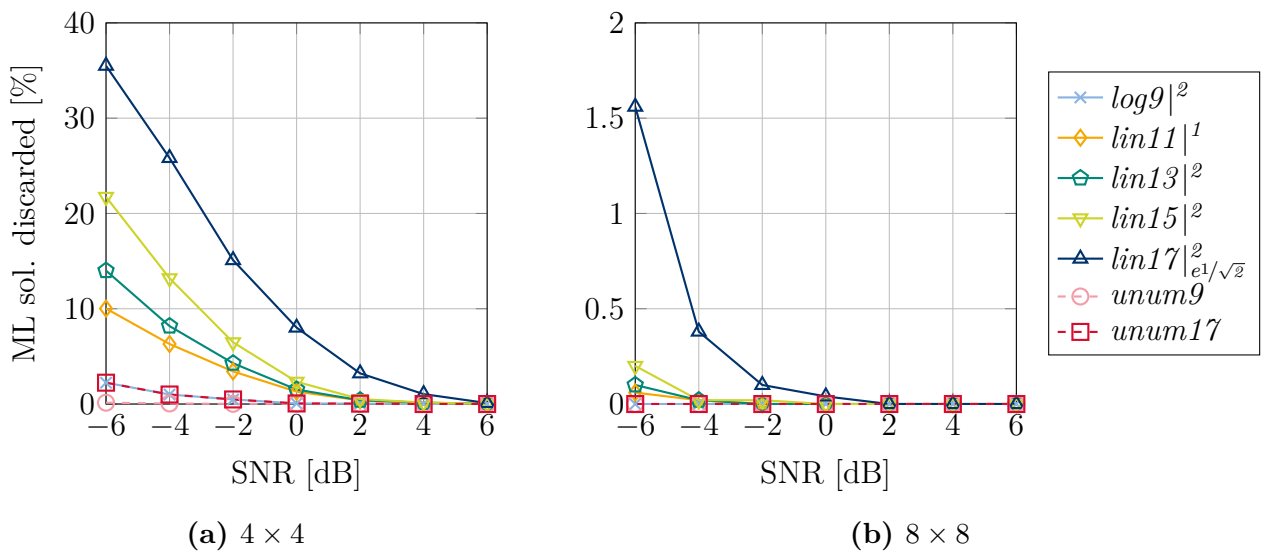 ML sol. discarded [%]
40
30
20
10
0
−6 −4 −2 0 2 4 6
SNR [dB]
(a) 4 × 4
2
1.5
1
0.5
0
−6 −4 −2 0 2 4 6
SNR [dB]
(b) 8 × 8
log9|²
lin11|¹
lin13|²
lin15|²
lin17|²_{e1/√2}
unum9
unum17